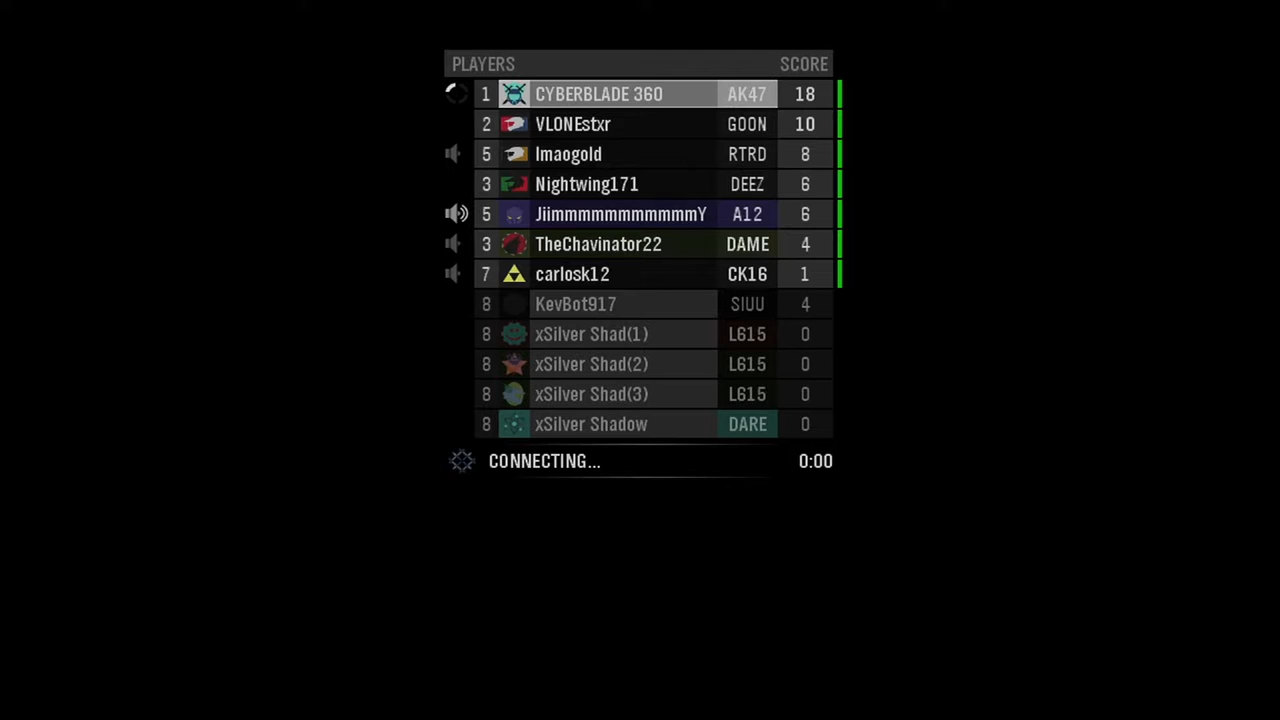 PLAYERS SCORE
1 CYBERBLADE 360 AK47 18
2 VLONEstxr GOON 10
5 lmaogold RTRD 8
3 Nightwing171 DEEZ 6
5 JiimmmmmmmmmmmY A12 6
3 TheChavinator22 DAME 4
7 carlosk12 CK16 1
8 KevBot917 SIUU 4
8 xSilver Shad(1) L615 0
8 xSilver Shad(2) L615 0
8 xSilver Shad(3) L615 0
8 xSilver Shadow DARE 0
CONNECTING... 0:00